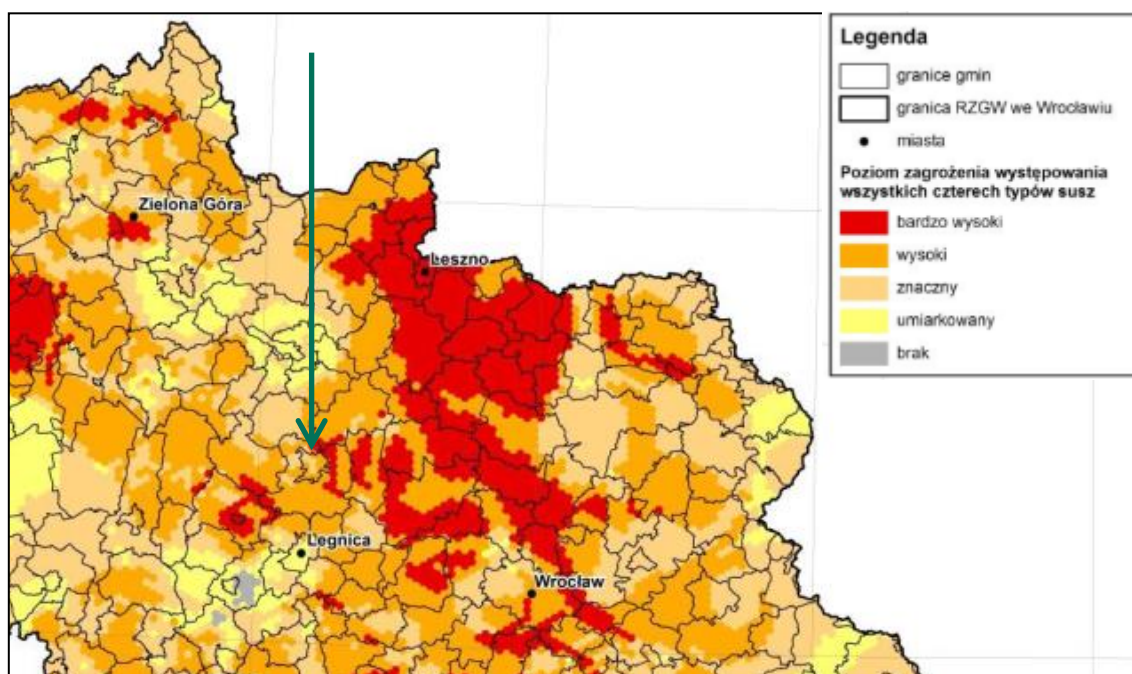 Legenda
granice gmin
granica RZGW we Wrocławiu
miasta
Poziom zagrożenia występowania
wszystkich czterech typów susz
bardzo wysoki
wysoki
znaczny
umiarkowany
brak
Zielona Góra
Leszno
Legnica
Wrocław